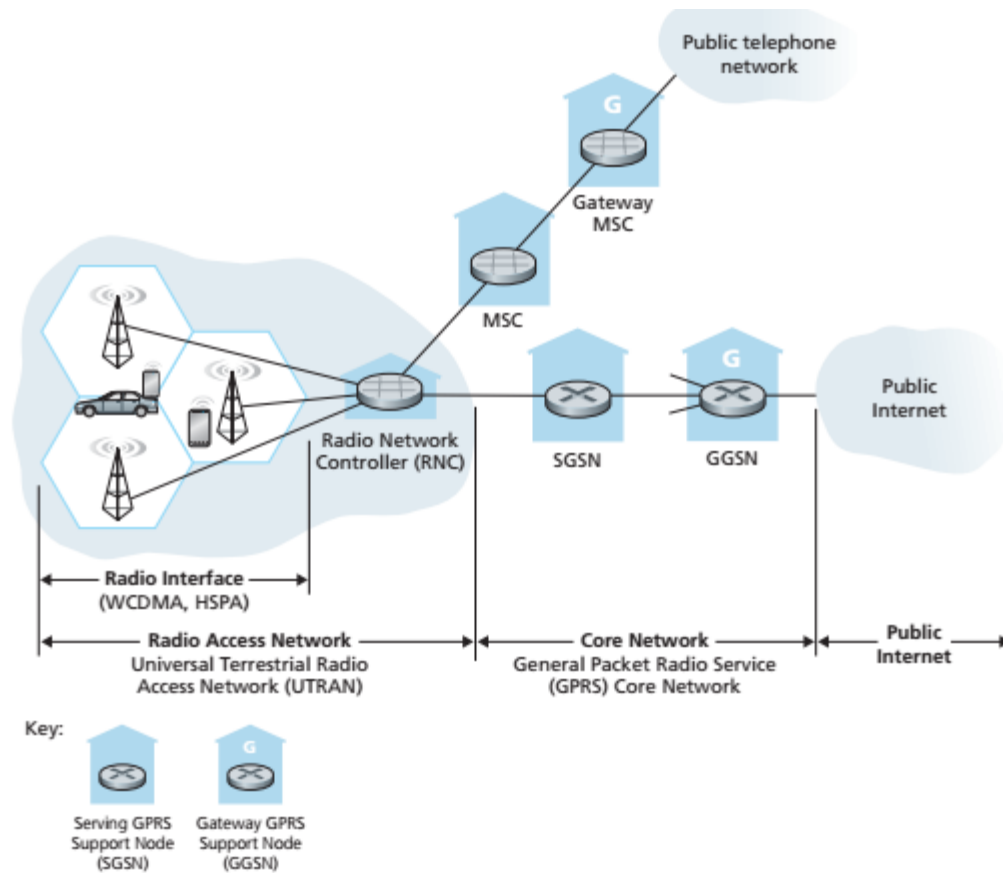 Public telephone
network
G
Gateway
MSC
MSC
G
Public
Internet
Radio Network
Controller (RNC)
SGSN
GGSN
Radio Interface
(WCDMA, HSPA)
Radio Access Network
Universal Terrestrial Radio
Access Network (UTRAN)
Core Network
General Packet Radio Service
(GPRS) Core Network
Public
Internet
Key:
G
Serving GPRS
Support Node
(SGSN)
Gateway GPRS
Support Node
(GGSN)